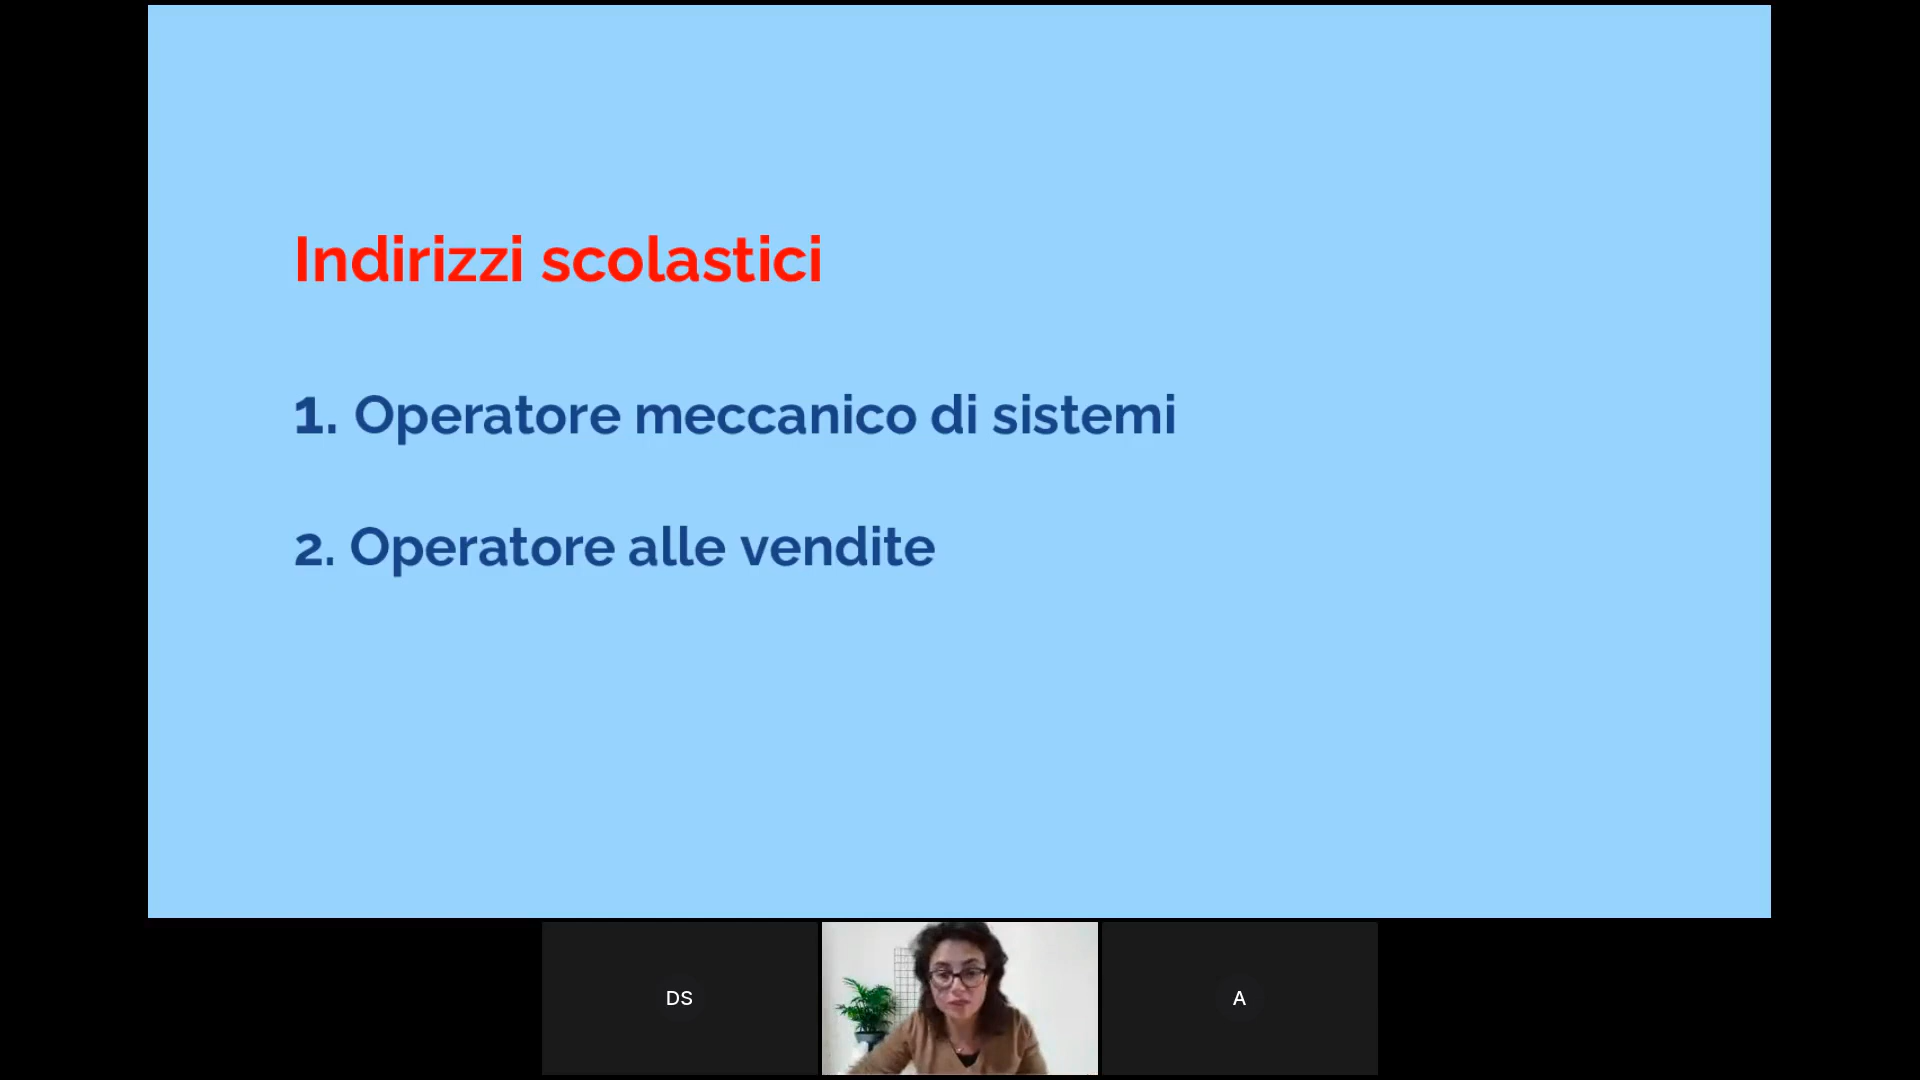 Indirizzi scolastici
1. Operatore meccanico di sistemi
2. Operatore alle vendite
DS
A